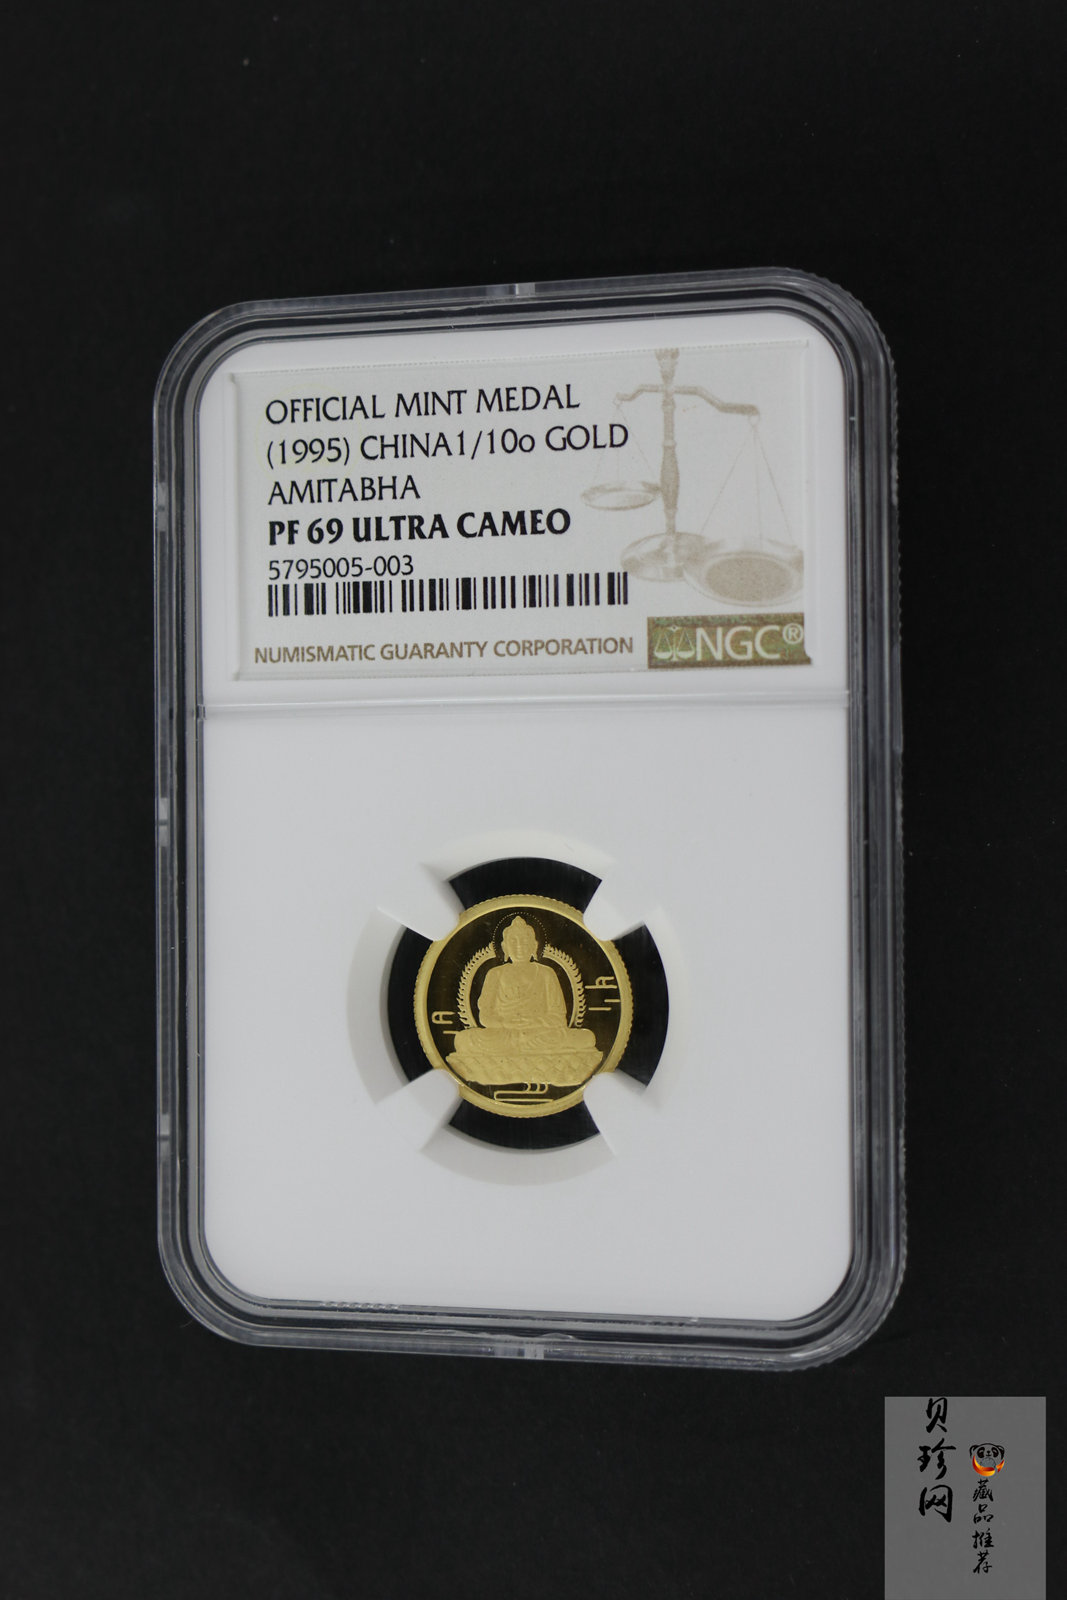 OFFICIAL MINT MEDAL
(1995) CHINA1/10o GOLD
AMITABHA
PF 69 ULTRA CAMEO
5795005-003
NUMISMATIC GUARANTY CORPORATION
NGC®
贝珍网
藏品推荐